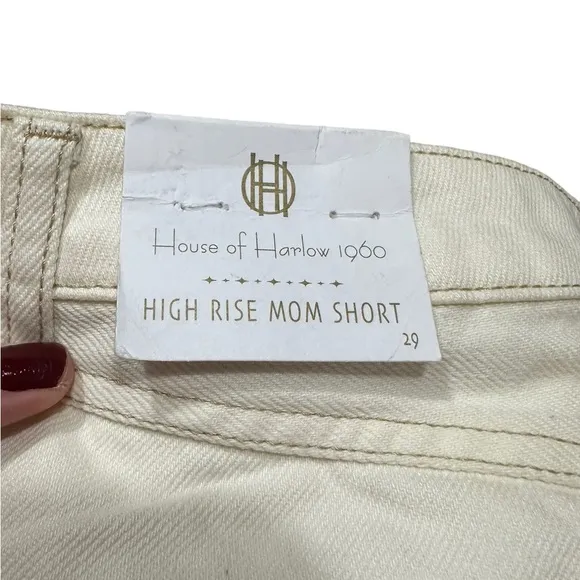 House of Harlow 1960
HIGH RISE MOM SHORT
29